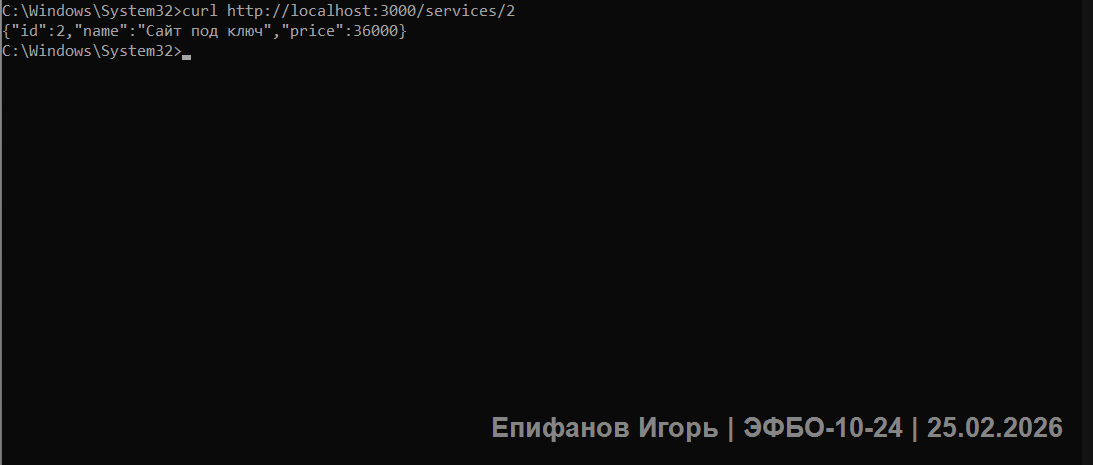 C:\Windows\System32>curl http://localhost:3000/services/2
{"id":2,"name":"Сайт под ключ","price":36000}
C:\Windows\System32>
Епифанов Игорь | ЭФБО-10-24 | 25.02.2026